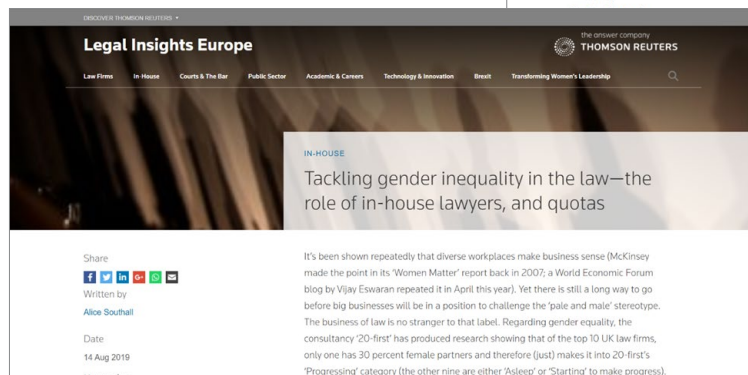 DISCOVER THOMSON REUTERS
Legal Insights Europe
the answer company
THOMSON REUTERS
Law Firms In-House Courts & The Bar Public Sector Academic & Careers Technology & Innovation Brexit Transforming Women's Leadership
IN-HOUSE
Tackling gender inequality in the law—the
role of in-house lawyers, and quotas
Share
Written by
Alice Southall
Date
14 Aug 2019
It's been shown repeatedly that diverse workplaces make business sense (McKinsey
made the point in its 'Women Matter' report back in 2007; a World Economic Forum
blog by Vijay Eswaran repeated it in April this year). Yet there is still a long way to go
before big businesses will be in a position to challenge the 'pale and male' stereotype.
The business of law is no stranger to that label. Regarding gender equality, the
consultancy '20-first' has produced research showing that of the top 10 UK law firms,
only one has 30 percent female partners and therefore (just) makes it into 20-first's
'Progressing' category (the other nine are either 'Asleep' or 'Starting' to make progress).